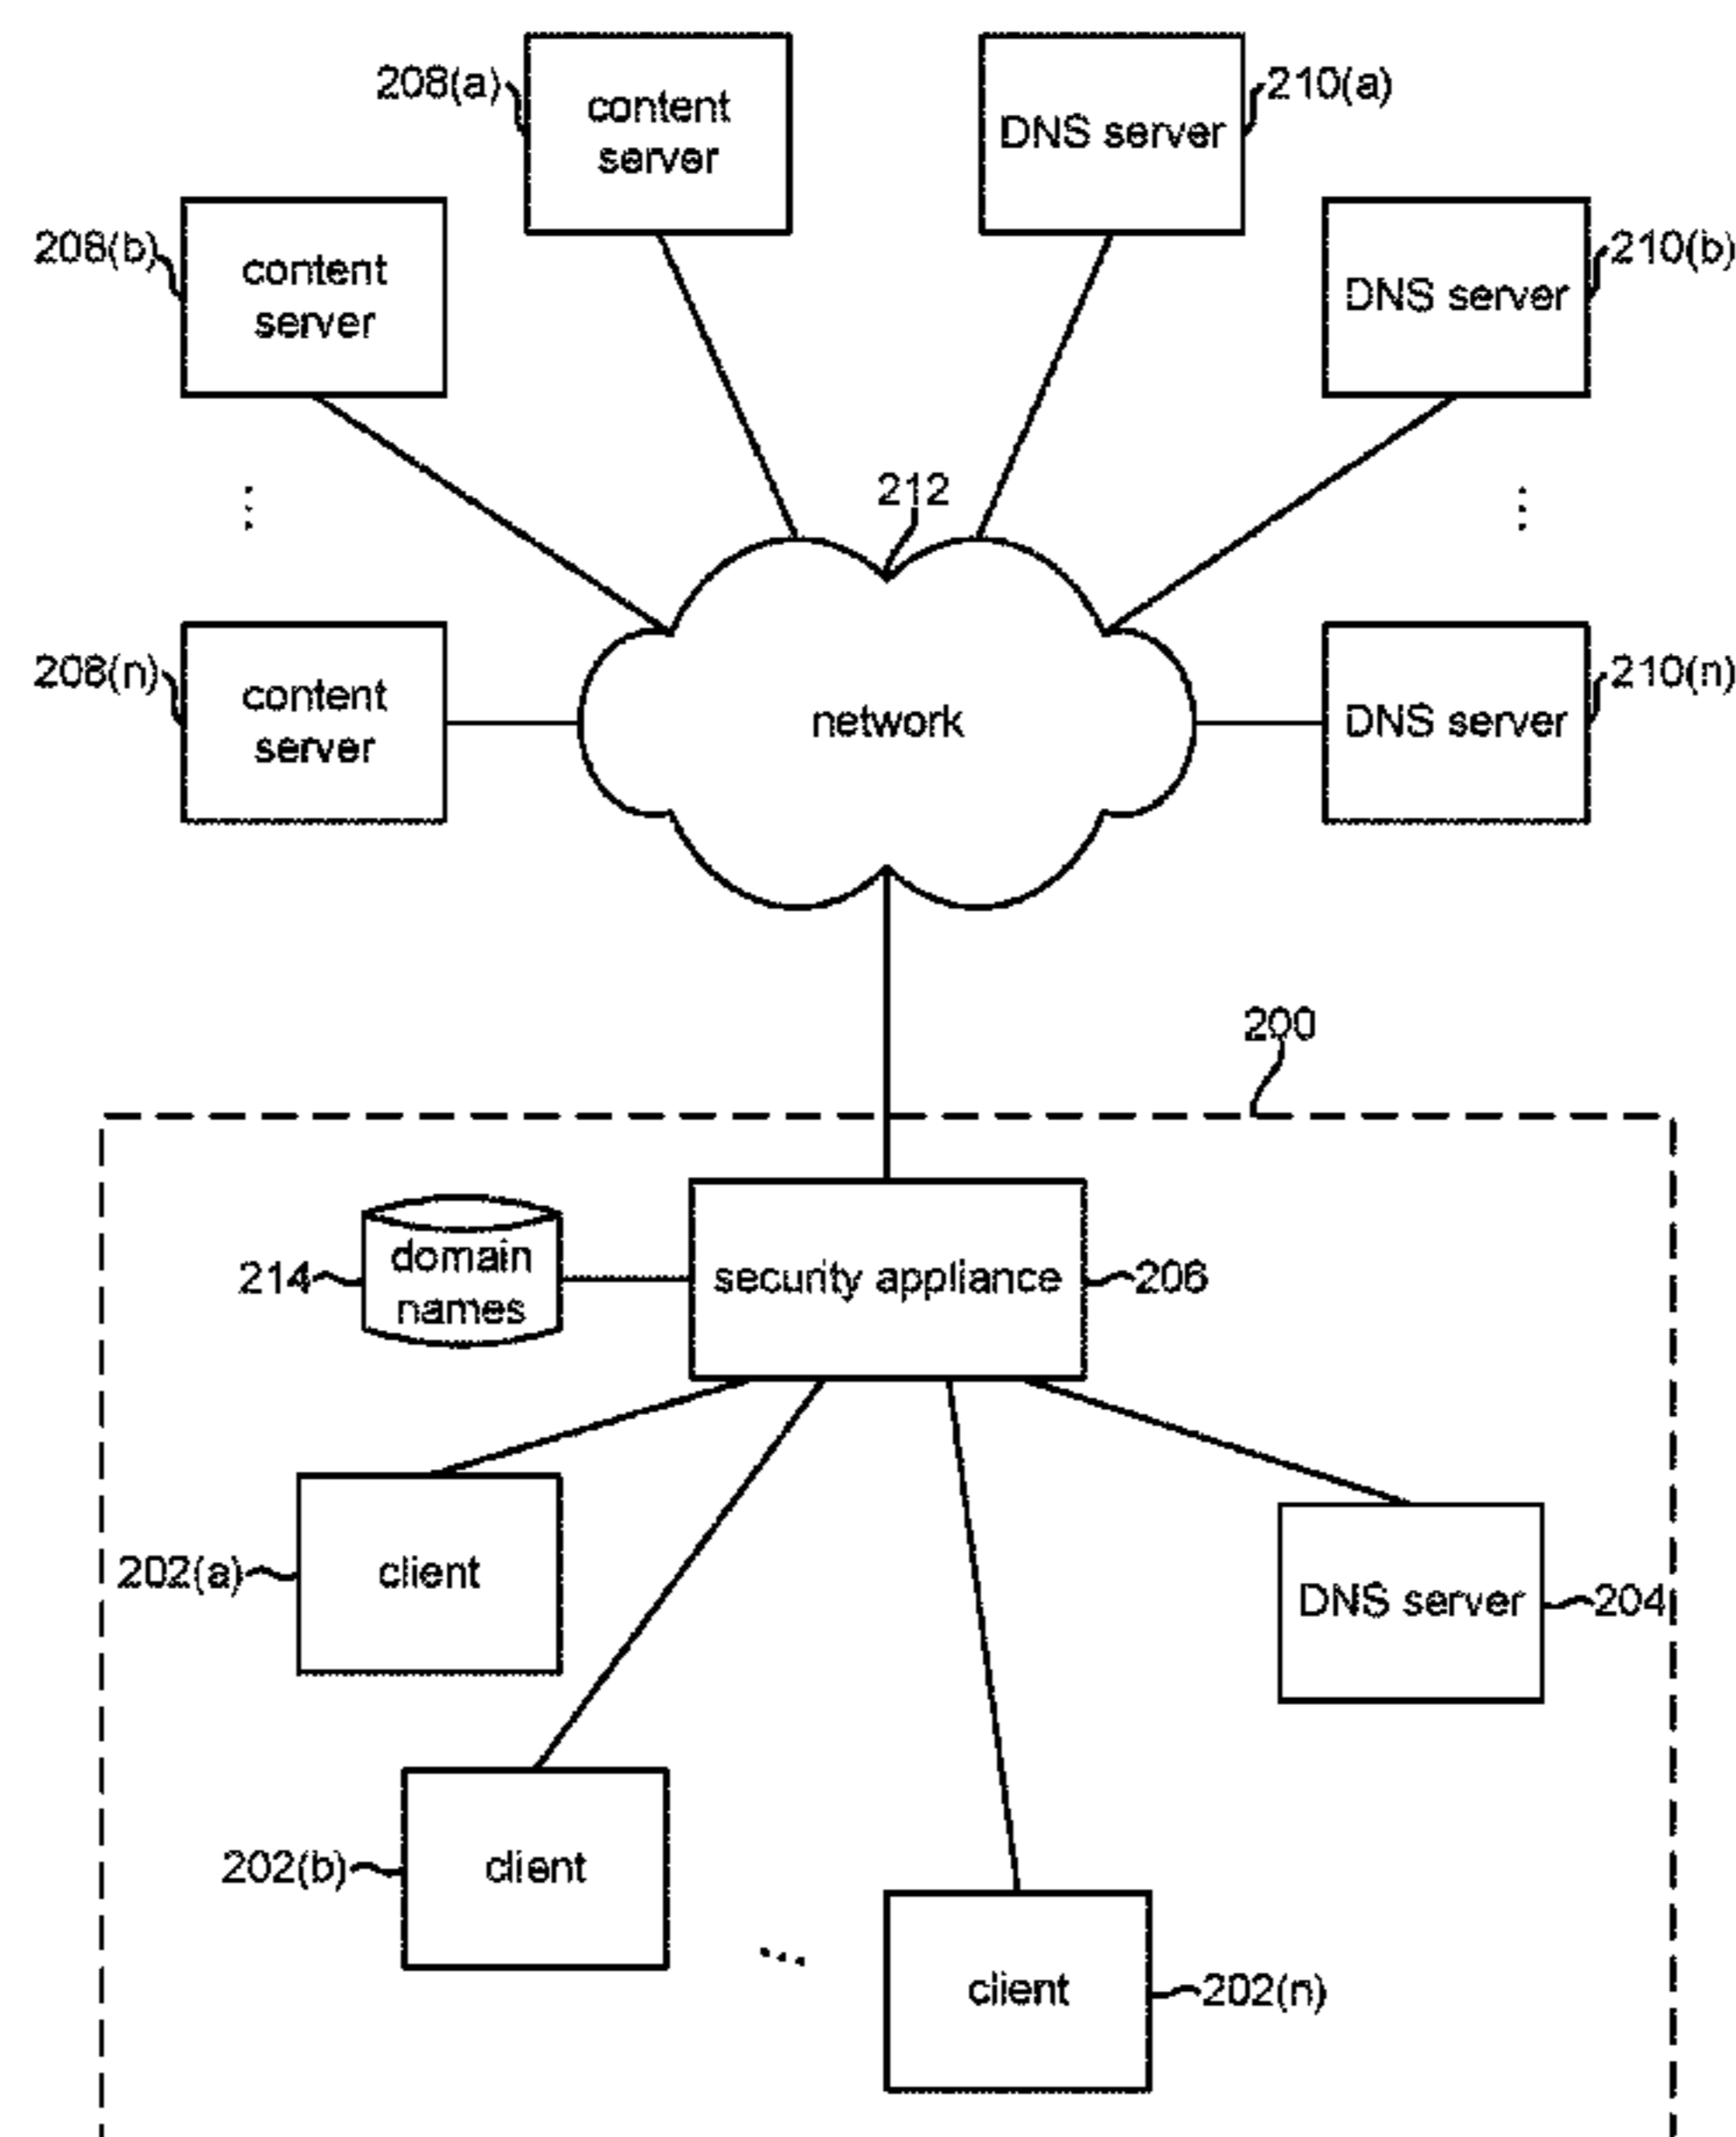 208(a)
content
server
DNS server
210(a)
208(b)
content
server
DNS server
210(b)
212
208(n)
content
server
network
DNS server
210(n)
200
214
domain
names
security appliance
206
202(a)
client
DNS server
204
202(b)
client
client
202(n)